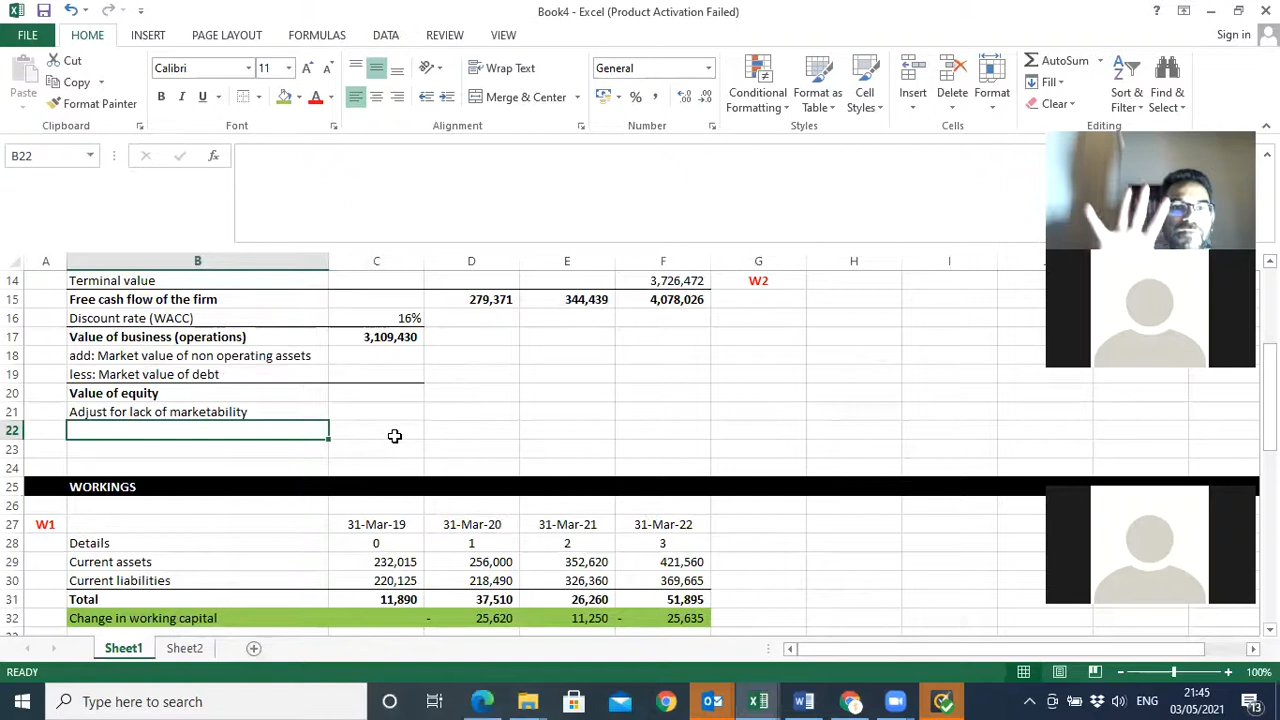 Book4 - Excel (Product Activation Failed)
FILE HOME INSERT PAGE LAYOUT FORMULAS DATA REVIEW VIEW Sign in
Cut
Copy
Format Painter
Paste
Clipboard
Calibri 11
B I U
Font
Wrap Text
Merge & Center
Alignment
General
%
Number
Conditional Formatting
Format as Table
Cell Styles
Styles
Insert
Delete
Format
Cells
AutoSum
Fill
Clear
Sort & Filter
Find & Select
Editing
B22
A B C D E F G H I
14 Terminal value 3,726,472 W2
15 Free cash flow of the firm 279,371 344,439 4,078,026
16 Discount rate (WACC) 16%
17 Value of business (operations) 3,109,430
18 add: Market value of non operating assets
19 less: Market value of debt
20 Value of equity
21 Adjust for lack of marketability
22
23
24
25 WORKINGS
26
27 W1 31-Mar-19 31-Mar-20 31-Mar-21 31-Mar-22
28 Details 0 1 2 3
29 Current assets 232,015 256,000 352,620 421,560
30 Current liabilities 220,125 218,490 326,360 369,665
31 Total 11,890 37,510 26,260 51,895
32 Change in working capital - 25,620 11,250 - 25,635
Sheet1 Sheet2
READY 100%
Type here to search
ENG
21:45
03/05/2021
13